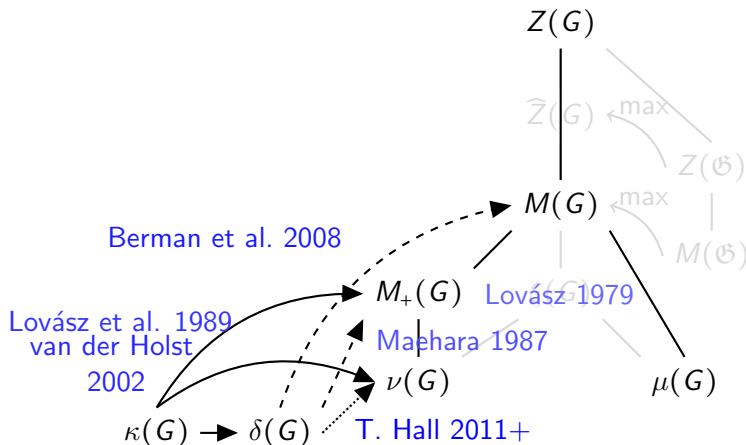 Z(G)
Ẑ(G)
max
Z(𝔊)
M(G)
max
Berman et al. 2008
M(𝔊)
M₊(G)
Lovász 1979
Lovász et al. 1989
van der Holst
2002
Maehara 1987
ν(G)
μ(G)
κ(G)
δ(G)
T. Hall 2011+